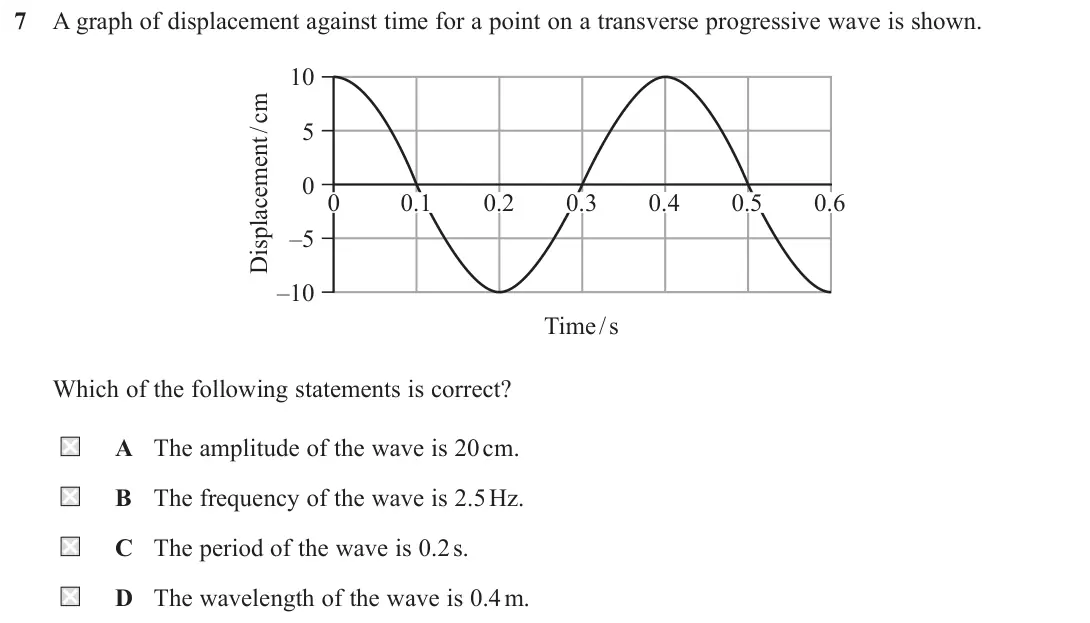 7 A graph of displacement against time for a point on a transverse progressive wave is shown.
10
5
0
–5
–10
Displacement / cm
0 0.1 0.2 0.3 0.4 0.5 0.6
Time / s
Which of the following statements is correct?
A The amplitude of the wave is 20 cm.
B The frequency of the wave is 2.5 Hz.
C The period of the wave is 0.2 s.
D The wavelength of the wave is 0.4 m.